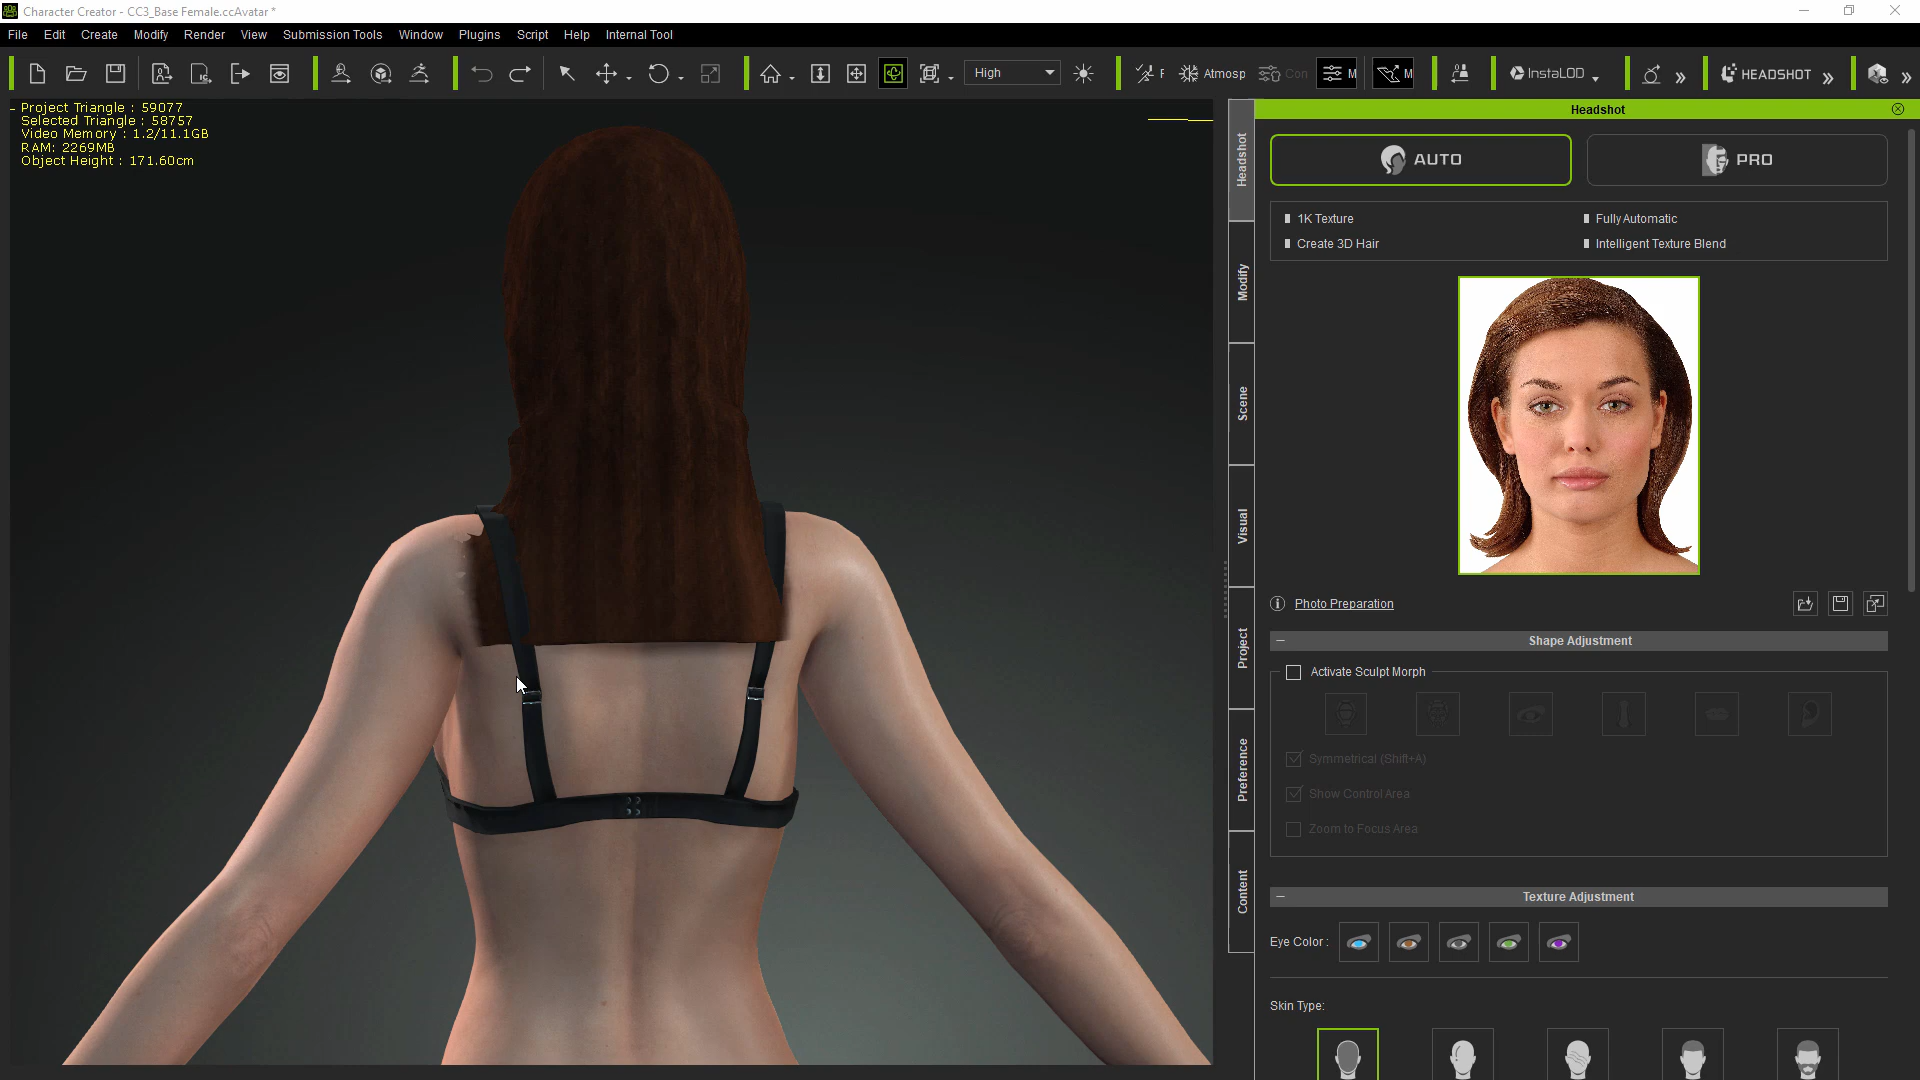 Character Creator - CC3_Base Female.ccAvatar *
File Edit Create Modify Render View Submission Tools Window Plugins Script Help Internal Tool
High F Atmosp Con M M InstaLOD HEADSHOT
Project Triangle : 59077
Selected Triangle : 58757
Video Memory : 1.2/11.1GB
RAM: 2269MB
Object Height : 171.60cm
Headshot
Modify
Scene
Visual
Project
Preference
Content
Headshot
AUTO PRO
1K Texture Fully Automatic
Create 3D Hair Intelligent Texture Blend
Photo Preparation
Shape Adjustment
Activate Sculpt Morph
Symmetrical (Shift+A)
Show Control Area
Zoom to Focus Area
Texture Adjustment
Eye Color :
Skin Type: